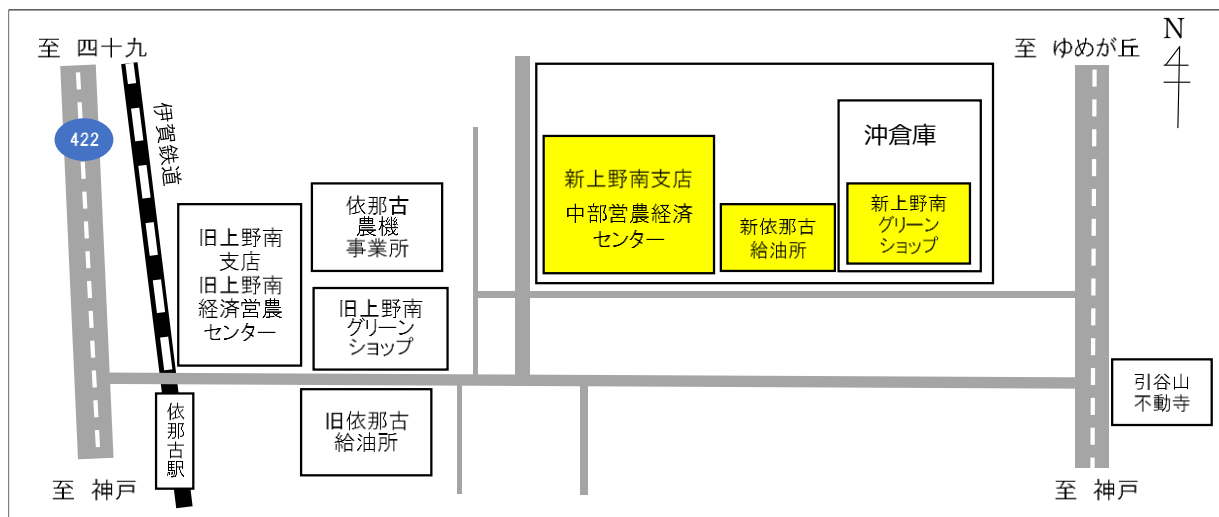 至 四十九
422
伊賀鉄道
旧上野南
支店
旧上野南
経済営農
センター
依那古
農機
事業所
旧上野南
グリーン
ショップ
旧依那古
給油所
依那古駅
至 神戸
新上野南支店
中部営農経済
センター
新依那古
給油所
沖倉庫
新上野南
グリーン
ショップ
至 ゆめが丘
N
引谷山
不動寺
至 神戸